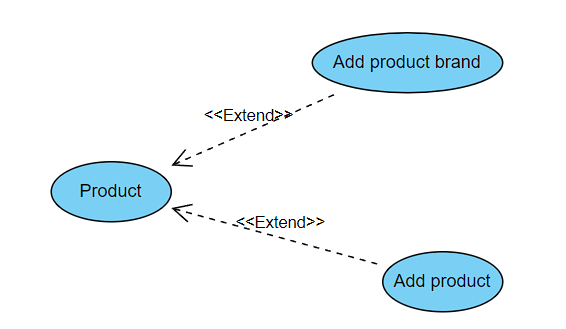 Add product brand
<<Extend>>
Product
<<Extend>>
Add product